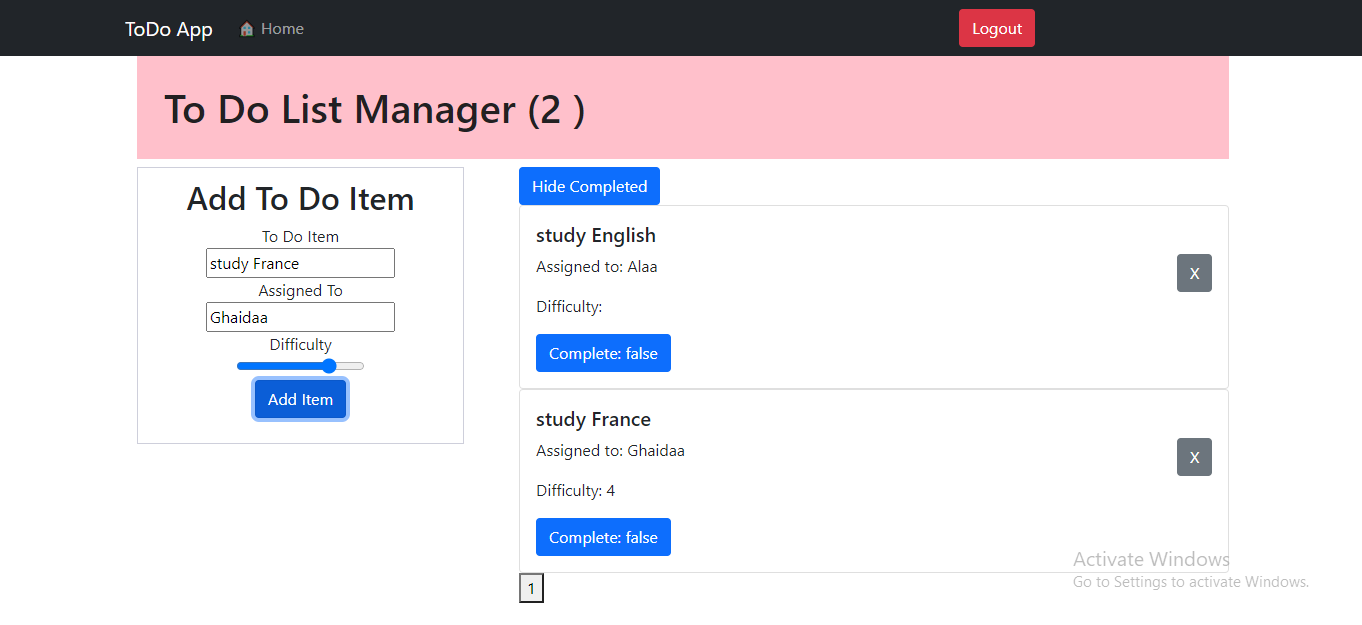 ToDo App
Home
Logout
To Do List Manager (2 )
Add To Do Item
To Do Item
study France
Assigned To
Ghaidaa
Difficulty
Add Item
Hide Completed
study English
Assigned to: Alaa
X
Difficulty:
Complete: false
study France
Assigned to: Ghaidaa
X
Difficulty: 4
Complete: false
1
Activate Windows
Go to Settings to activate Windows.